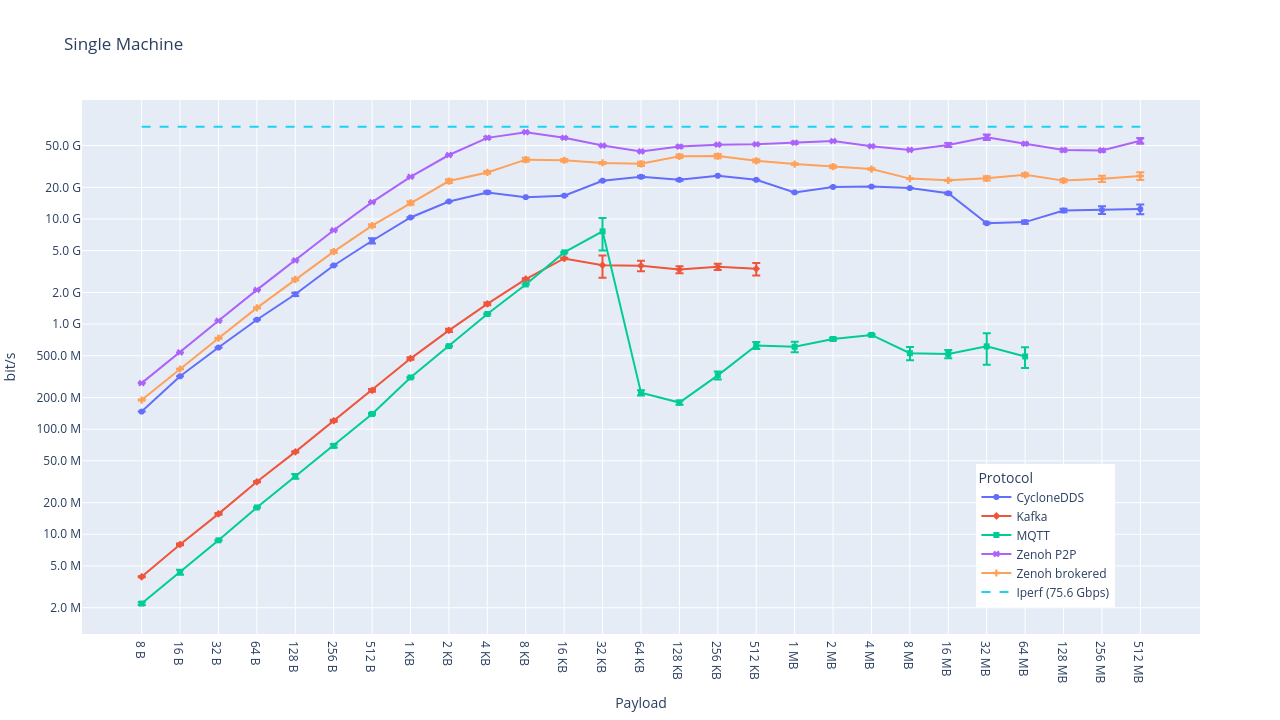 Single Machine
50.0 G
20.0 G
10.0 G
5.0 G
2.0 G
1.0 G
500.0 M
200.0 M
100.0 M
50.0 M
20.0 M
10.0 M
5.0 M
2.0 M
bit/s
Protocol
CycloneDDS
Kafka
MQTT
Zenoh P2P
Zenoh brokered
Iperf (75.6 Gbps)
8 B
16 B
32 B
64 B
128 B
256 B
512 B
1 KB
2 KB
4 KB
8 KB
16 KB
32 KB
64 KB
128 KB
256 KB
512 KB
1 MB
2 MB
4 MB
8 MB
16 MB
32 MB
64 MB
128 MB
256 MB
512 MB
Payload